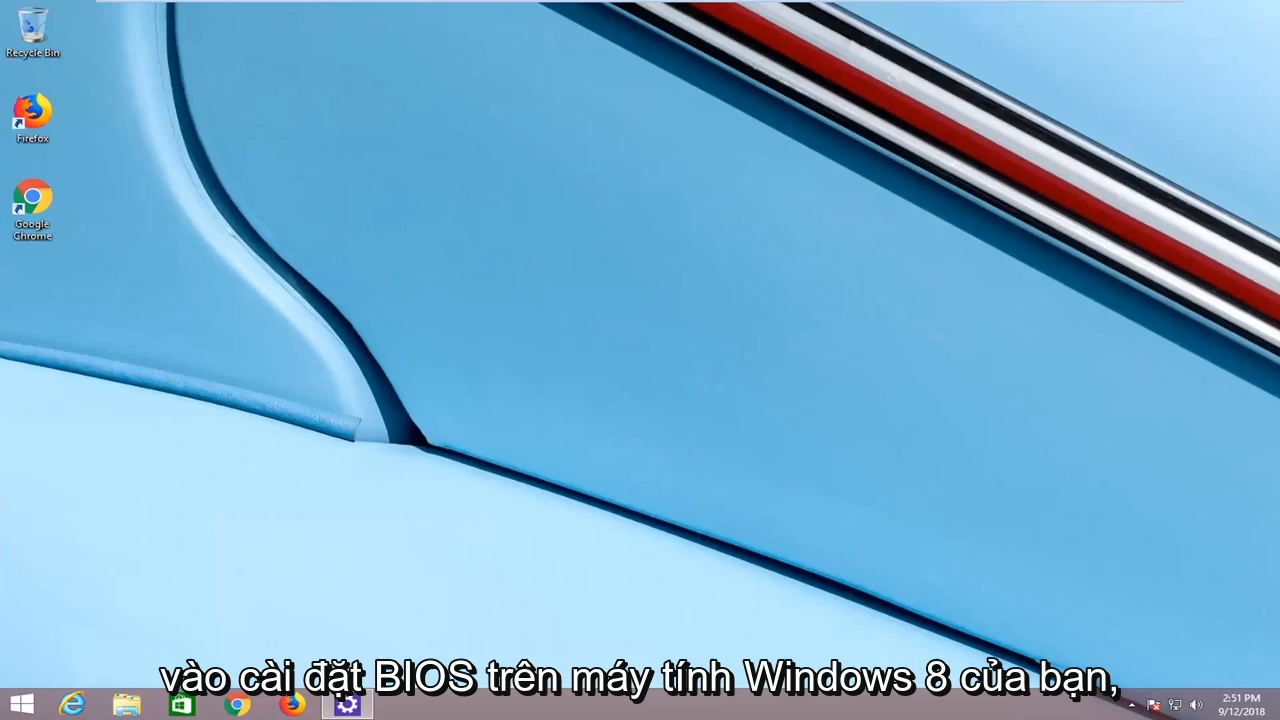 Recycle Bin
Firefox
Google
Chrome
vào cài đặt BIOS trên máy tính Windows 8 của bạn,
2:51 PM
9/12/2018